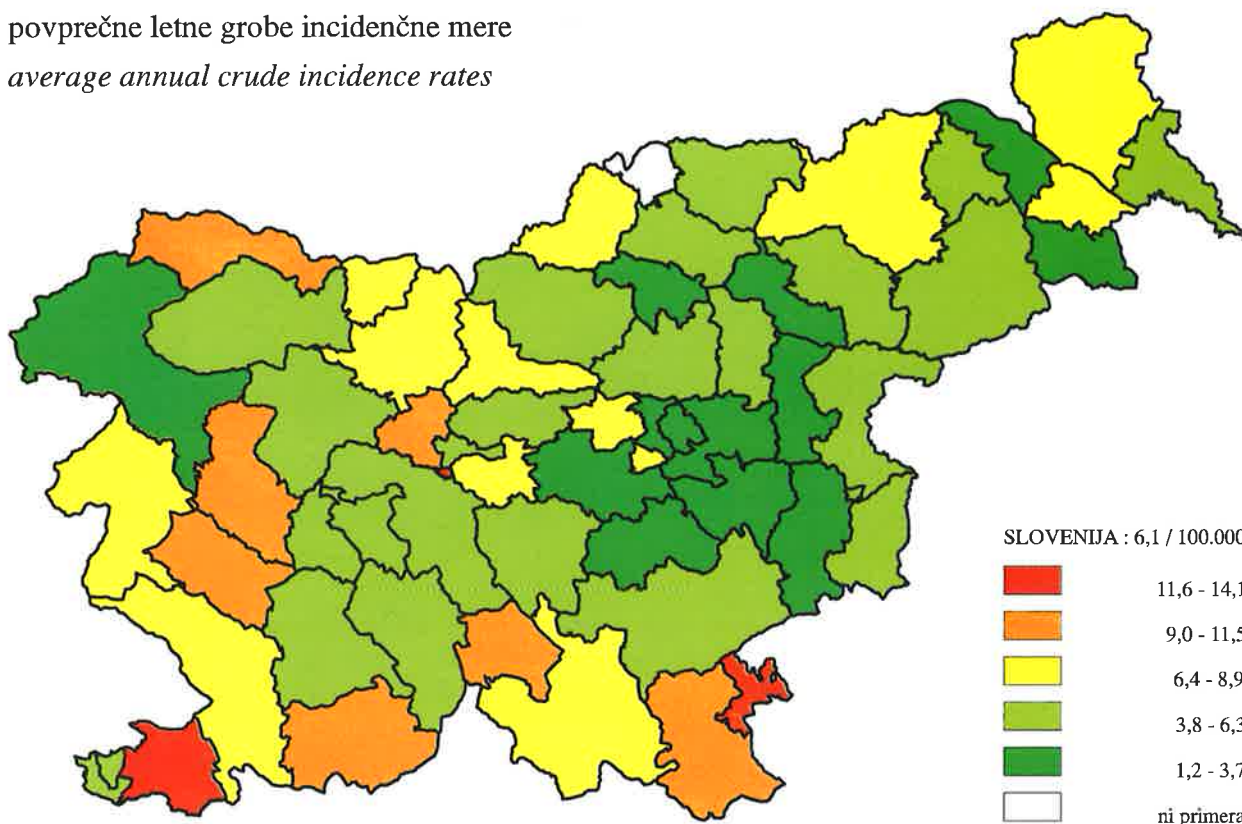 povprečne letne grobe incidenčne mere
average annual crude incidence rates
SLOVENIJA : 6,1 / 100.000
11,6 - 14,1
9,0 - 11,5
6,4 - 8,9
3,8 - 6,3
1,2 - 3,7
ni primera